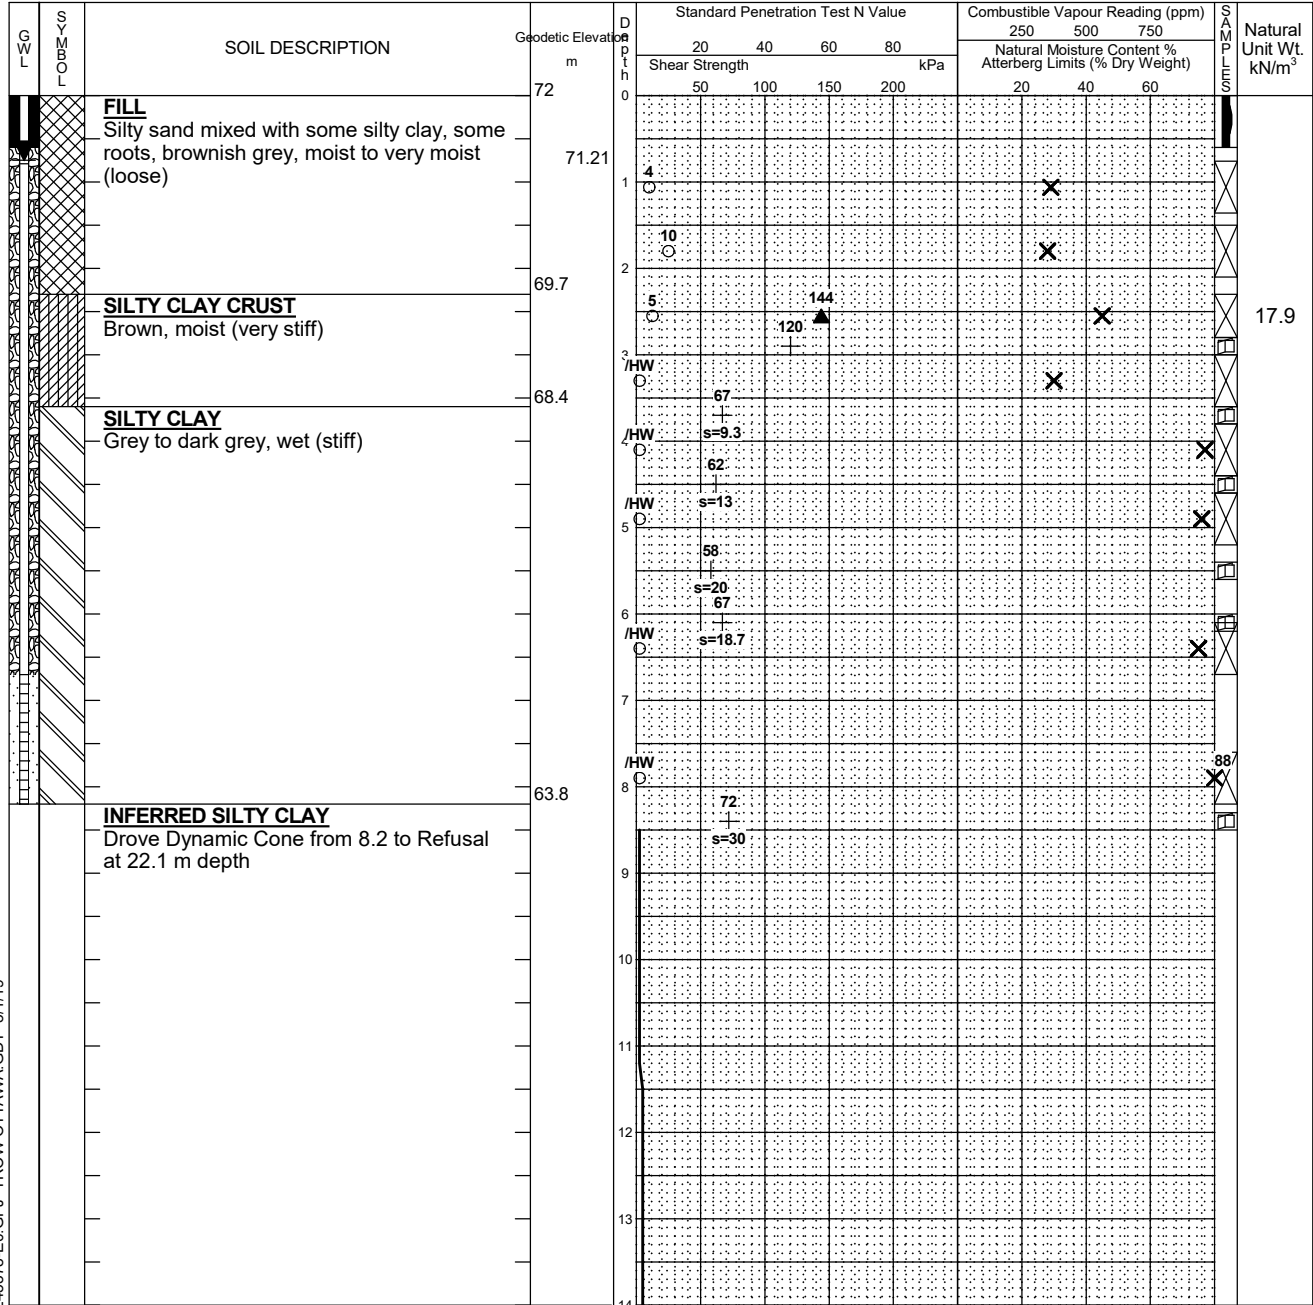 GWL
SYMBOL
SOIL DESCRIPTION
Geodetic Elevation
m
Depth
Standard Penetration Test N Value
20 40 60 80
Shear Strength kPa
50 100 150 200
Combustible Vapour Reading (ppm)
250 500 750
Natural Moisture Content %
Atterberg Limits (% Dry Weight)
20 40 60
SAMPLES
Natural
Unit Wt.
kN/m³
72
0
FILL
Silty sand mixed with some silty clay, some
roots, brownish grey, moist to very moist
(loose)
71.21
4
1
10
2
69.7
SILTY CLAY CRUST
Brown, moist (very stiff)
5
144
17.9
120
3
/HW
68.4
67
SILTY CLAY
Grey to dark grey, wet (stiff)
s=9.3
/HW
4
62
s=13
/HW
5
58
s=20
67
6
/HW
s=18.7
7
/HW
88
8
63.8
72
INFERRED SILTY CLAY
Drove Dynamic Cone from 8.2 to Refusal
at 22.1 m depth
s=30
9
10
11
12
13
14